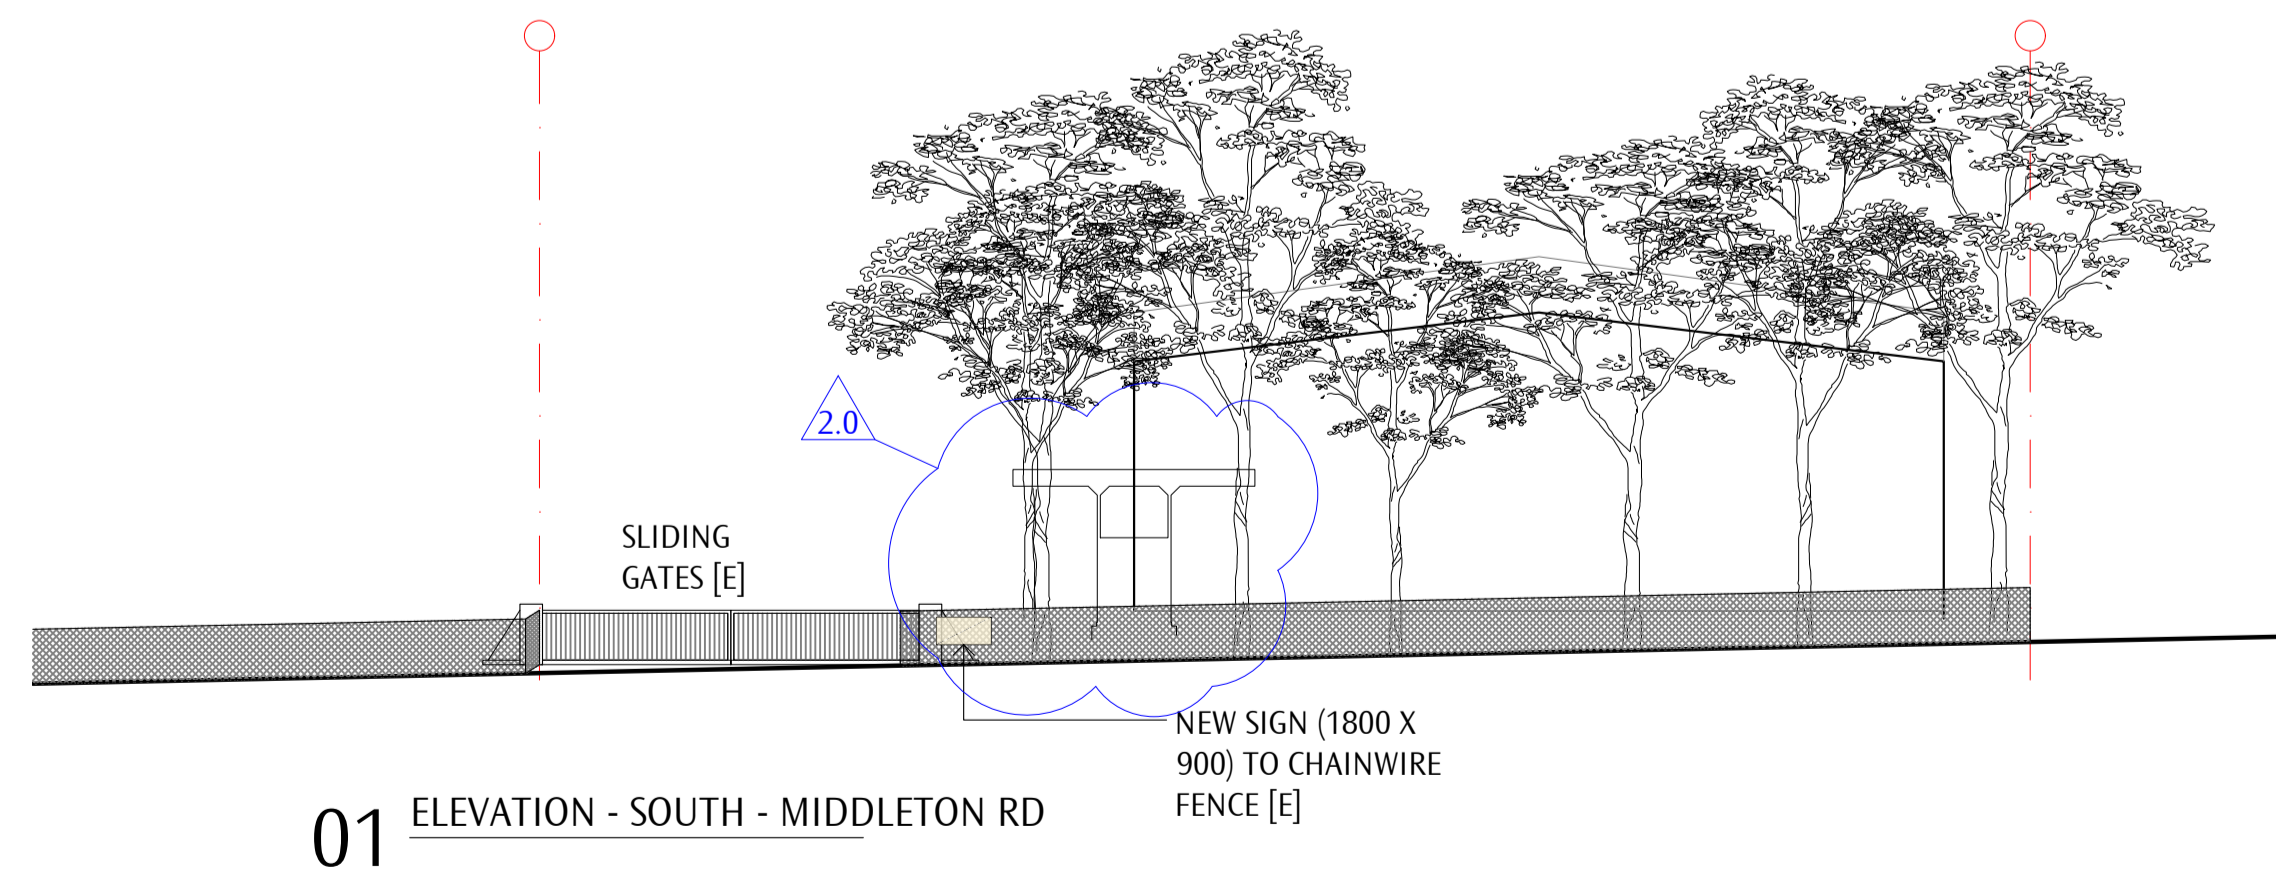 2.0
SLIDING
GATES [E]
NEW SIGN (1800 X
900) TO CHAINWIRE
FENCE [E]
01 ELEVATION - SOUTH - MIDDLETON RD